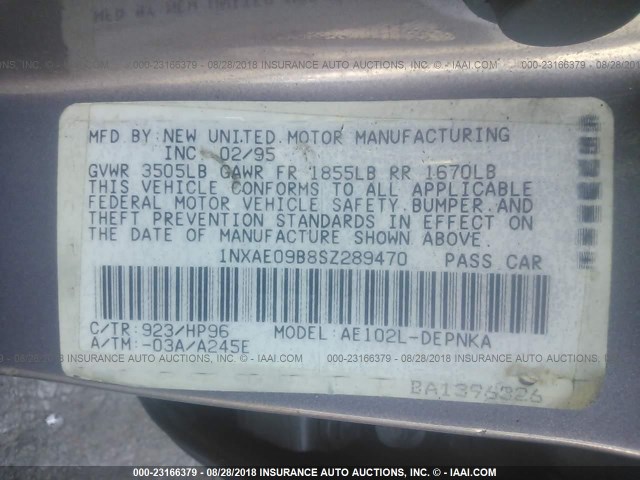 000-23166379 - 08/28/2018 INSURANCE AUTO AUCTIONS, INC. © - IAAI.COM
MFD BY: NEW UNITED MOTOR MANUFACTURING
INC 02/95
GVWR 3505LB GAWR FR 1855LB RR 1670LB
THIS VEHICLE CONFORMS TO ALL APPLICABLE
FEDERAL MOTOR VEHICLE SAFETY, BUMPER, AND
THEFT PREVENTION STANDARDS IN EFFECT ON
THE DATE OF MANUFACTURE SHOWN ABOVE.
1NXAE09B8SZ289470 PASS CAR
C/TR: 923/HP96 MODEL: AE102L-DEPNKA
A/TM: -03A/A245E
BA1396326
000-23166379 - 08/28/2018 INSURANCE AUTO AUCTIONS, INC. © - IAAI.COM